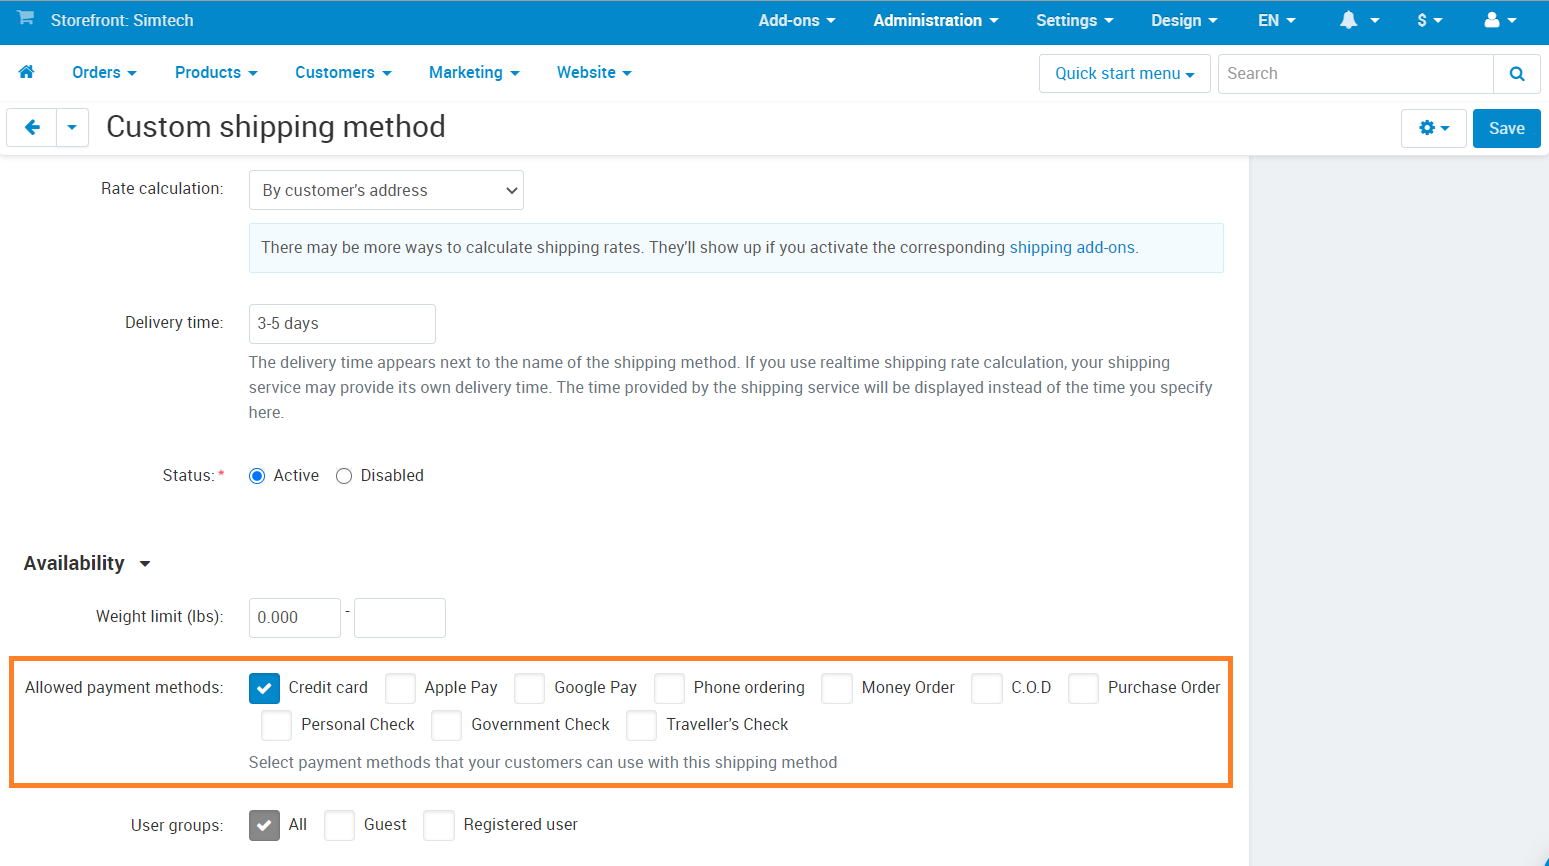 Storefront: Simtech Add-ons Administration Settings Design EN $
Orders Products Customers Marketing Website Quick start menu Search
Custom shipping method Save
Rate calculation: By customer's address
There may be more ways to calculate shipping rates. They'll show up if you activate the corresponding shipping add-ons.
Delivery time: 3-5 days
The delivery time appears next to the name of the shipping method. If you use realtime shipping rate calculation, your shipping
service may provide its own delivery time. The time provided by the shipping service will be displayed instead of the time you specify
here.
Status:* Active Disabled
Availability
Weight limit (lbs): 0.000 -
Allowed payment methods: Credit card Apple Pay Google Pay Phone ordering Money Order C.O.D Purchase Order
Personal Check Government Check Traveller's Check
Select payment methods that your customers can use with this shipping method
User groups: All Guest Registered user